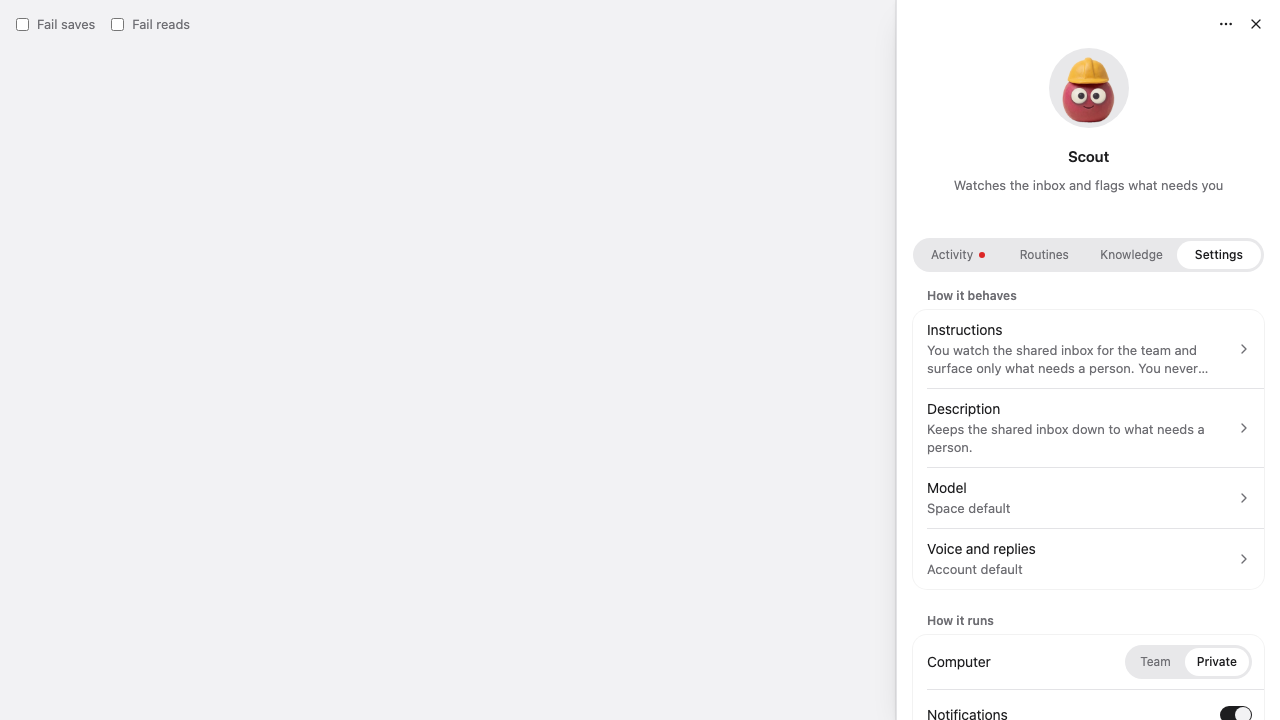 Fail saves
Fail reads
Scout
Watches the inbox and flags what needs you
Activity
Routines
Knowledge
Settings
How it behaves
Instructions
You watch the shared inbox for the team and
surface only what needs a person. You never…
Description
Keeps the shared inbox down to what needs a
person.
Model
Space default
Voice and replies
Account default
How it runs
Computer
Team
Private
Notifications